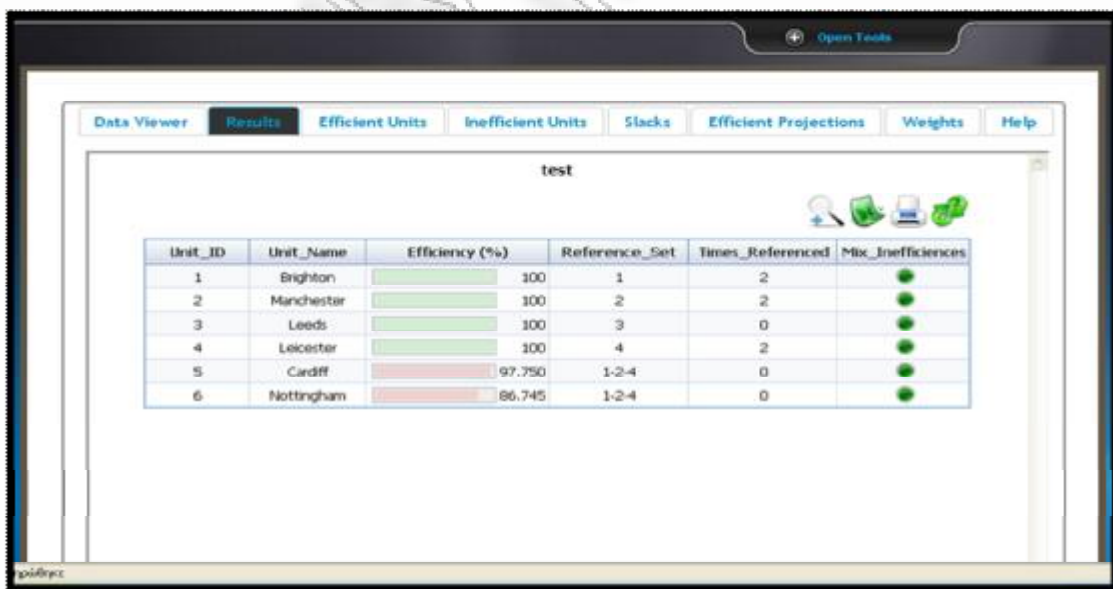 Open Tools
Data Viewer Results Efficient Units Inefficient Units Slacks Efficient Projections Weights Help
test
Unit_ID Unit_Name Efficiency (%) Reference_Set Times_Referenced Mix_Inefficiences
1 Brighton 100 1 2
2 Manchester 100 2 2
3 Leeds 100 3 0
4 Leicester 100 4 2
5 Cardiff 97.750 1-2-4 0
6 Nottingham 86.745 1-2-4 0